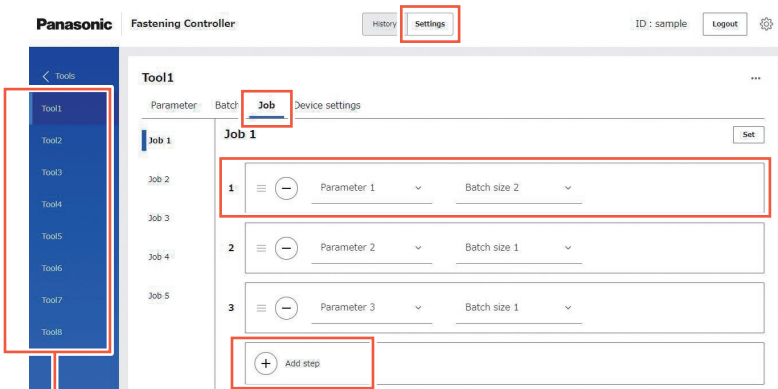 Panasonic Fastening Controller History Settings ID : sample Logout
Tools
Tool1
Tool2
Tool3
Tool4
Tool5
Tool6
Tool7
Tool8
Tool1
Parameter Batch Job Device settings
Job 1
Job 2
Job 3
Job 4
Job 5
Job 1 Set
1 Parameter 1 Batch size 2
2 Parameter 2 Batch size 1
3 Parameter 3 Batch size 1
Add step